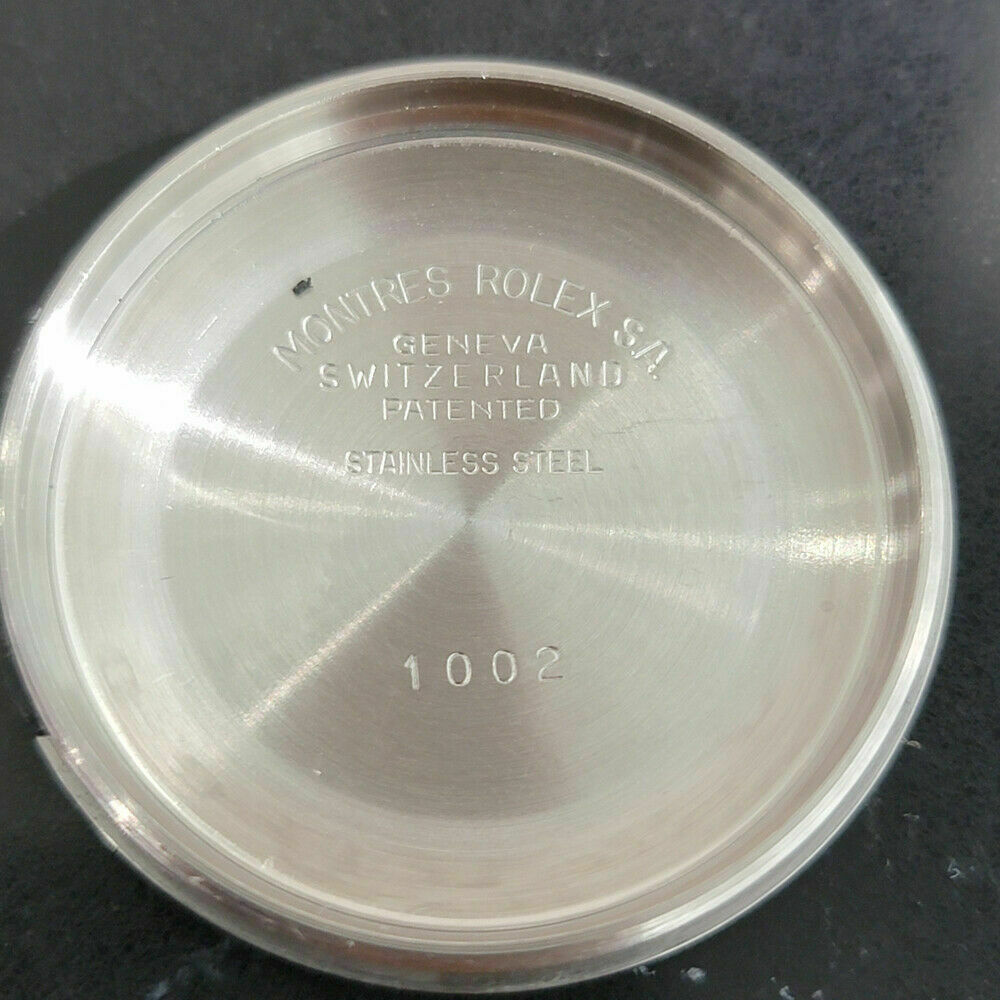 MONTRES ROLEX S.A.
GENEVA
SWITZERLAND
PATENTED
STAINLESS STEEL
1002